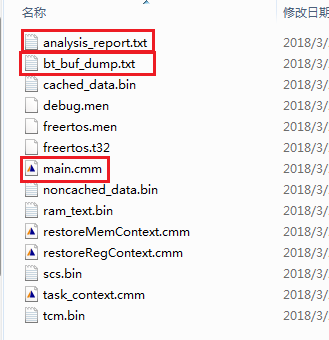 名称 修改日期
analysis_report.txt 2018/3/
bt_buf_dump.txt 2018/3/
cached_data.bin 2018/3/
debug.men 2018/3/
freertos.men 2018/3/
freertos.t32 2018/3/
main.cmm 2018/3/
noncached_data.bin 2018/3/
ram_text.bin 2018/3/
restoreMemContext.cmm 2018/3/
restoreRegContext.cmm 2018/3/
scs.bin 2018/3/
task_context.cmm 2018/3/
tcm.bin 2018/3/